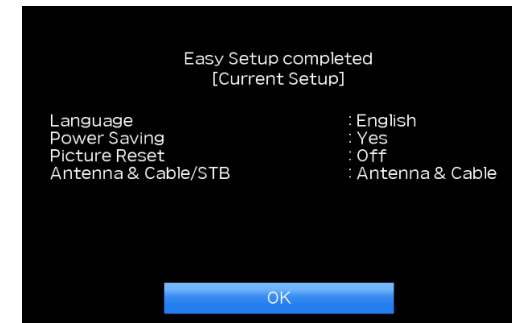 Easy Setup completed
[Current Setup]
Language : English
Power Saving : Yes
Picture Reset : Off
Antenna & Cable/STB : Antenna & Cable
OK